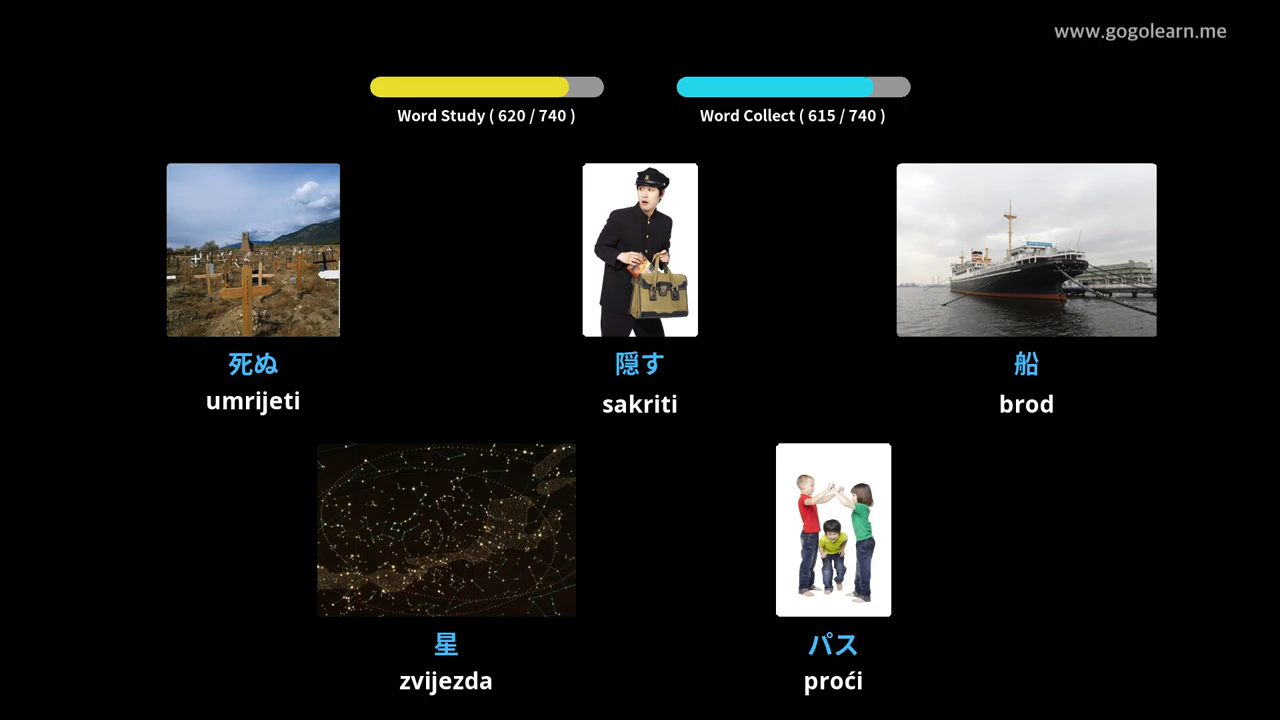 www.gogolearn.me
Word Study ( 620 / 740 )
Word Collect ( 615 / 740 )
死ぬ
umrijeti
隠す
sakriti
船
brod
星
zvijezda
パス
proći